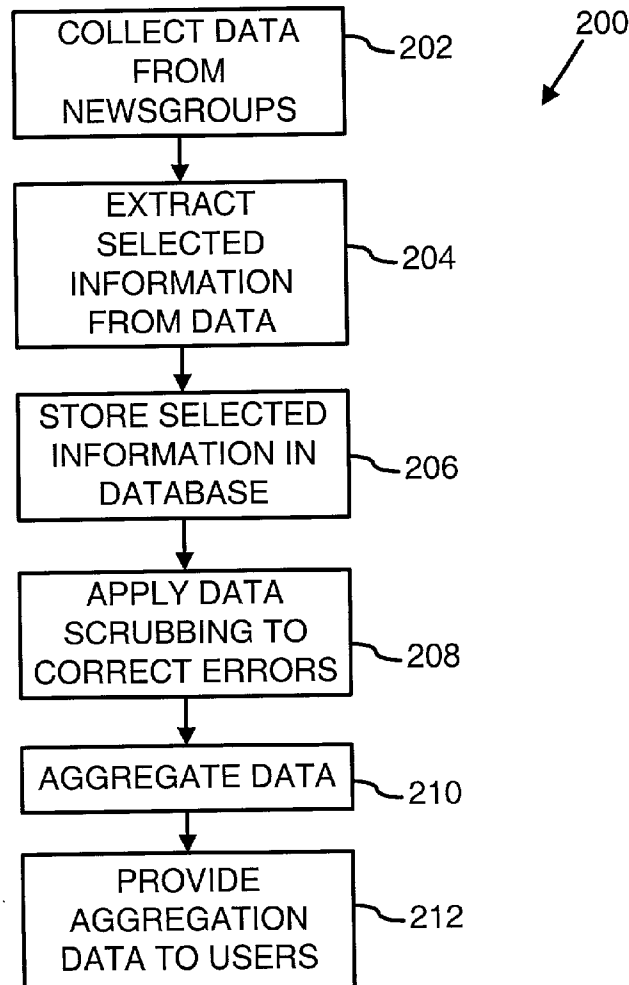 200
COLLECT DATA
FROM
NEWSGROUPS
202
EXTRACT
SELECTED
INFORMATION
FROM DATA
204
STORE SELECTED
INFORMATION IN
DATABASE
206
APPLY DATA
SCRUBBING TO
CORRECT ERRORS
208
AGGREGATE DATA
210
PROVIDE
AGGREGATION
DATA TO USERS
212